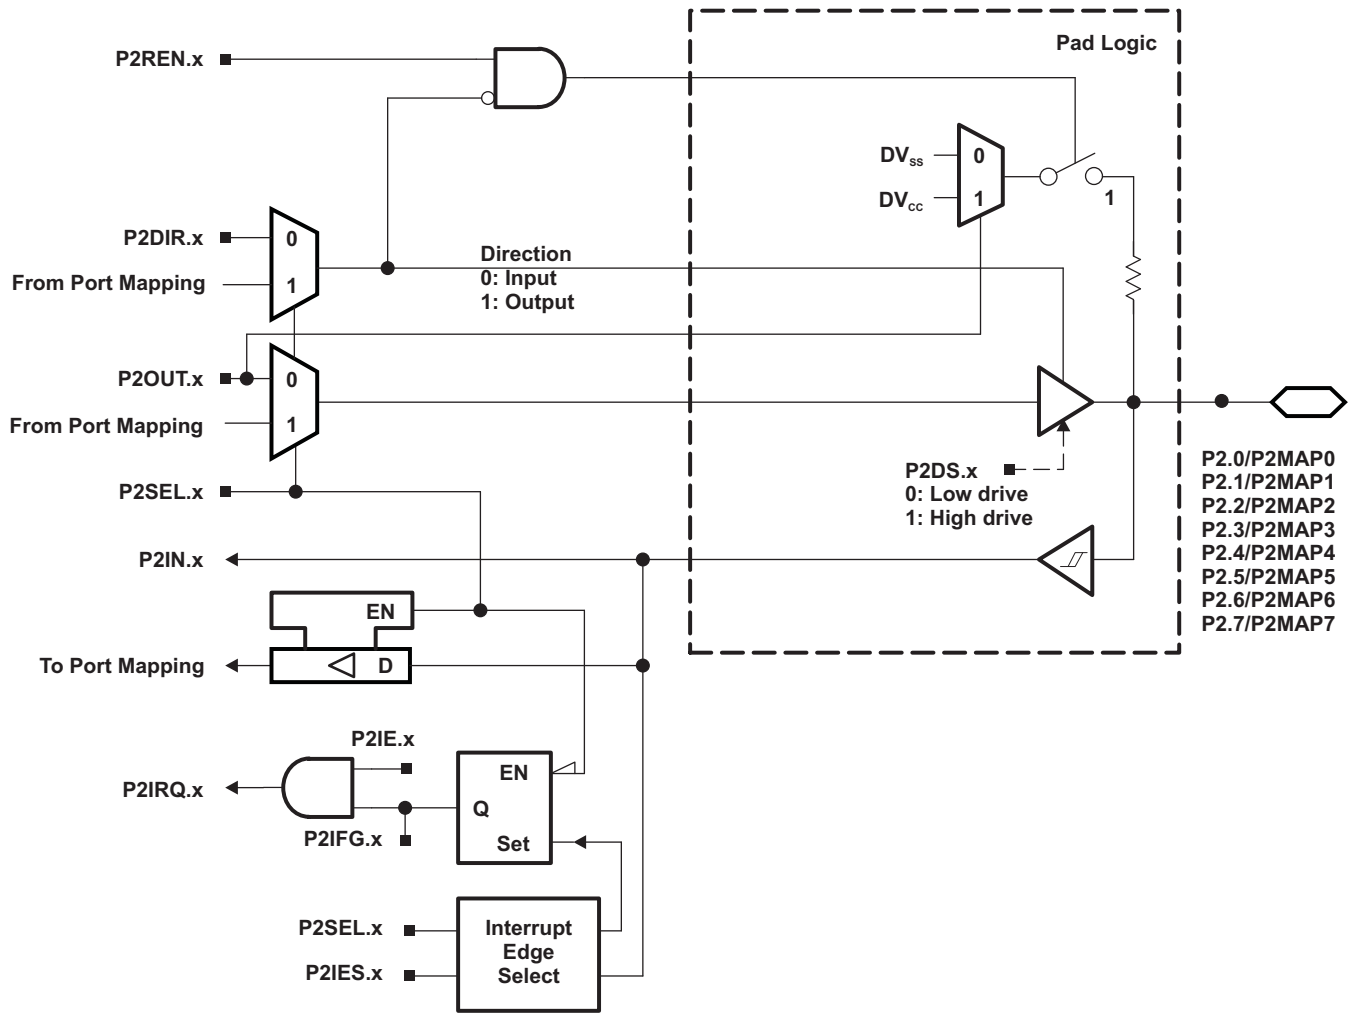 Pad Logic
P2REN.x
DVSS
0
DVCC
1
1
P2DIR.x
0
From Port Mapping
1
Direction
0: Input
1: Output
P2OUT.x
0
From Port Mapping
1
P2SEL.x
P2DS.x
0: Low drive
1: High drive
P2.0/P2MAP0
P2.1/P2MAP1
P2.2/P2MAP2
P2.3/P2MAP3
P2.4/P2MAP4
P2.5/P2MAP5
P2.6/P2MAP6
P2.7/P2MAP7
P2IN.x
EN
To Port Mapping
D
P2IE.x
EN
P2IRQ.x
Q
P2IFG.x
Set
P2SEL.x
P2IES.x
Interrupt
Edge
Select